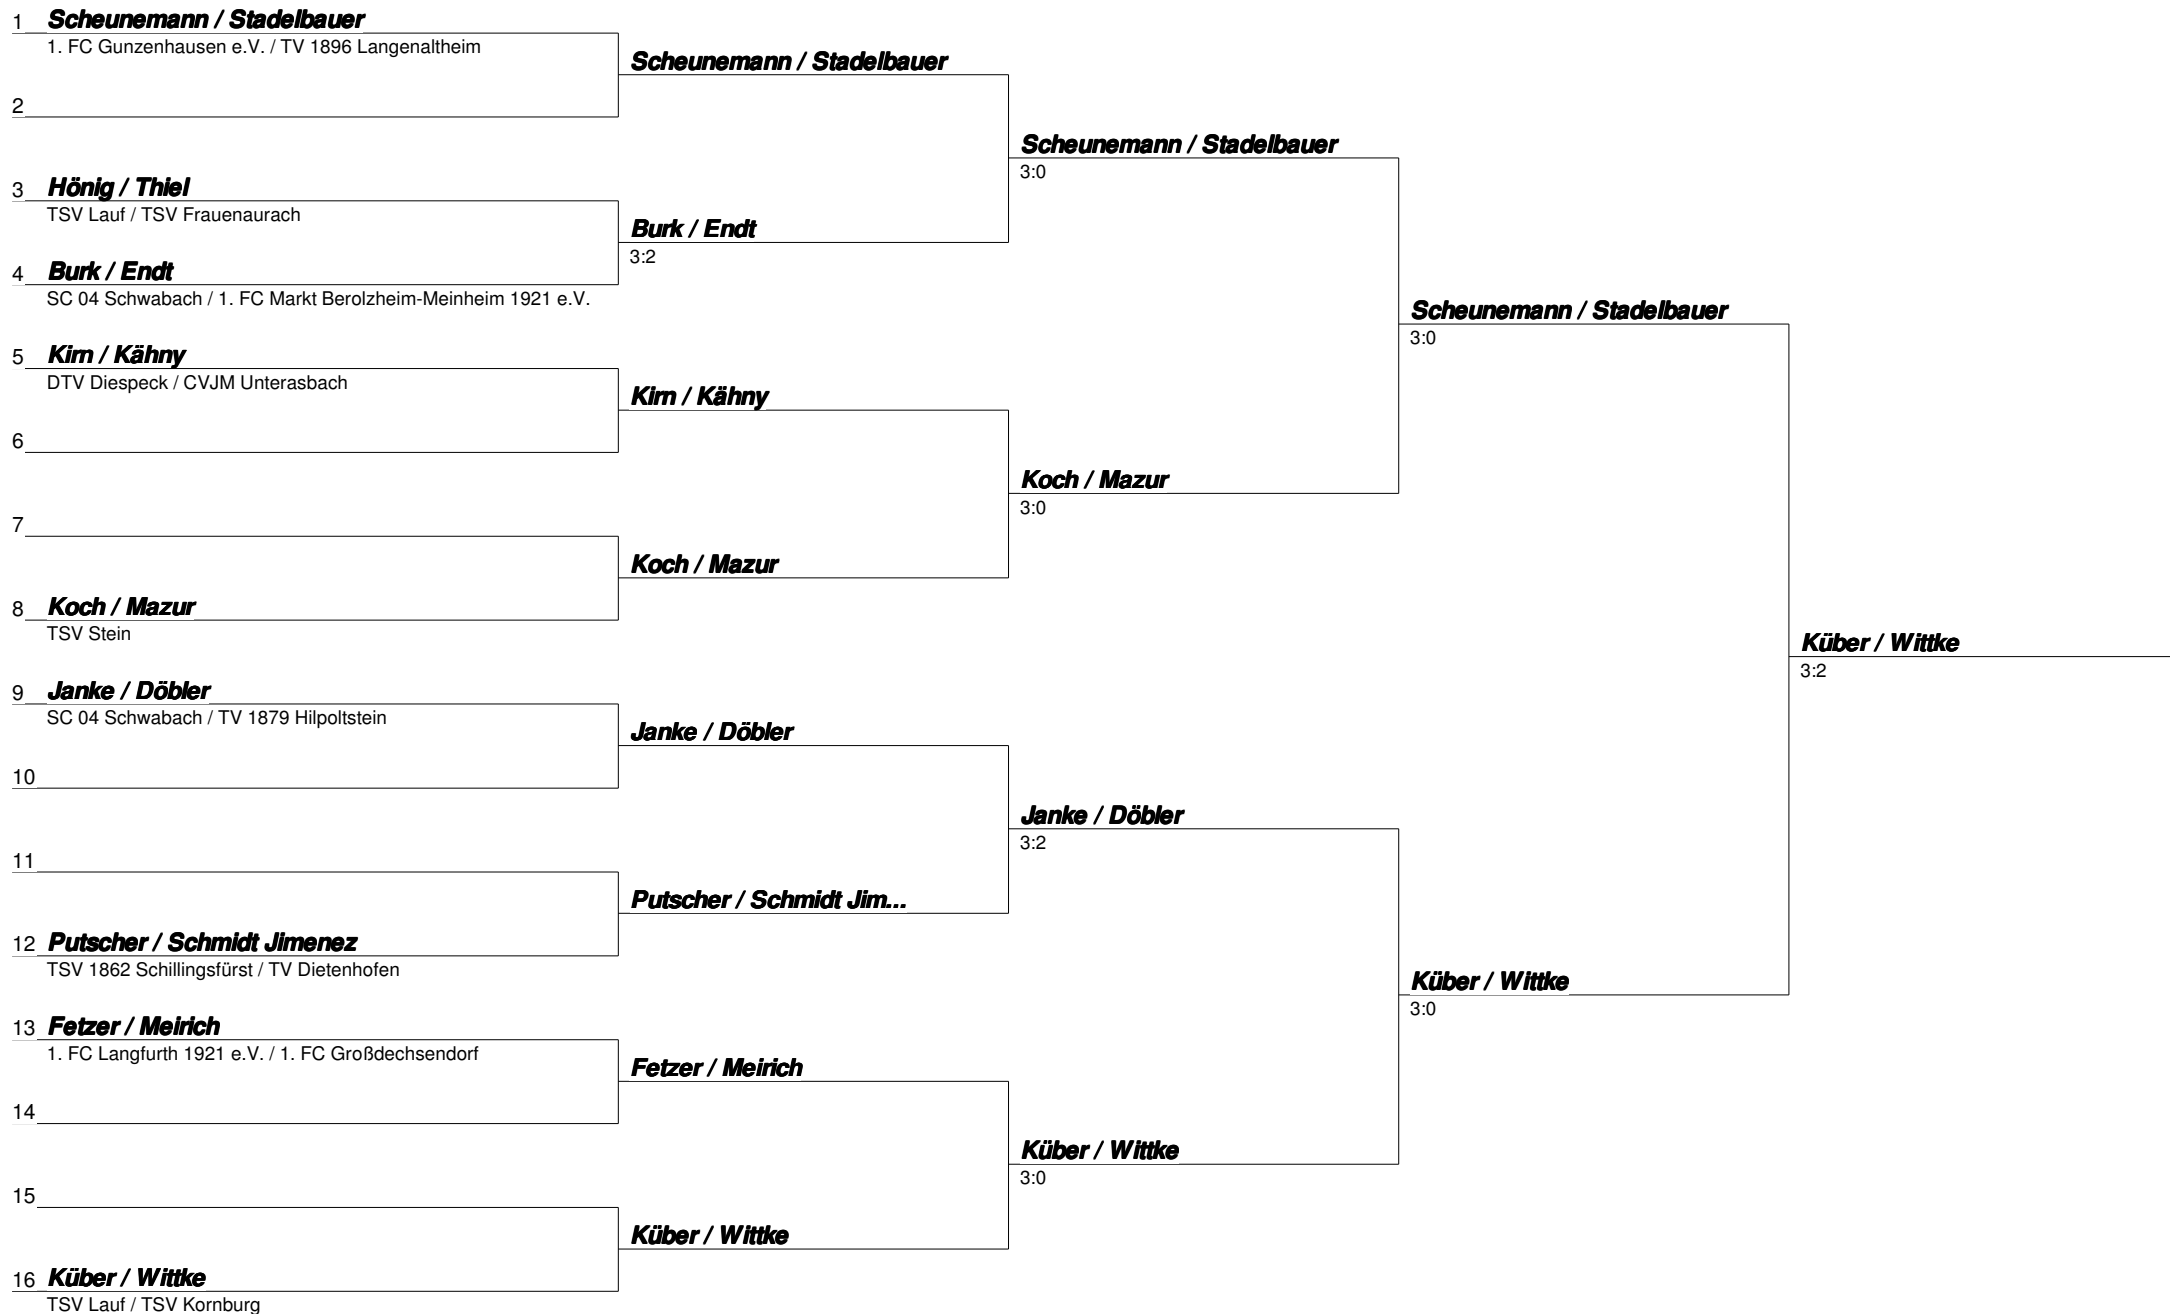 1 Scheunemann / Stadelbauer
1. FC Gunzenhausen e.V. / TV 1896 Langenaltheim
2
3 Hönig / Thiel
TSV Lauf / TSV Frauenaurach
4 Burk / Endt
SC 04 Schwabach / 1. FC Markt Berolzheim-Meinheim 1921 e.V.
5 Kirn / Kähny
DTV Diespeck / CVJM Unterasbach
6
7
8 Koch / Mazur
TSV Stein
9 Janke / Döbler
SC 04 Schwabach / TV 1879 Hilpoltstein
10
11
12 Putscher / Schmidt Jimenez
TSV 1862 Schillingsfürst / TV Dietenhofen
13 Fetzer / Meirich
1. FC Langfurth 1921 e.V. / 1. FC Großdechsendorf
14
15
16 Küber / Wittke
TSV Lauf / TSV Kornburg
Scheunemann / Stadelbauer
Burk / Endt
3:2
Kirn / Kähny
Koch / Mazur
Janke / Döbler
Putscher / Schmidt Jim...
Fetzer / Meirich
Küber / Wittke
Scheunemann / Stadelbauer
3:0
Koch / Mazur
3:0
Janke / Döbler
3:2
Küber / Wittke
3:0
Scheunemann / Stadelbauer
3:0
Küber / Wittke
3:0
Küber / Wittke
3:2